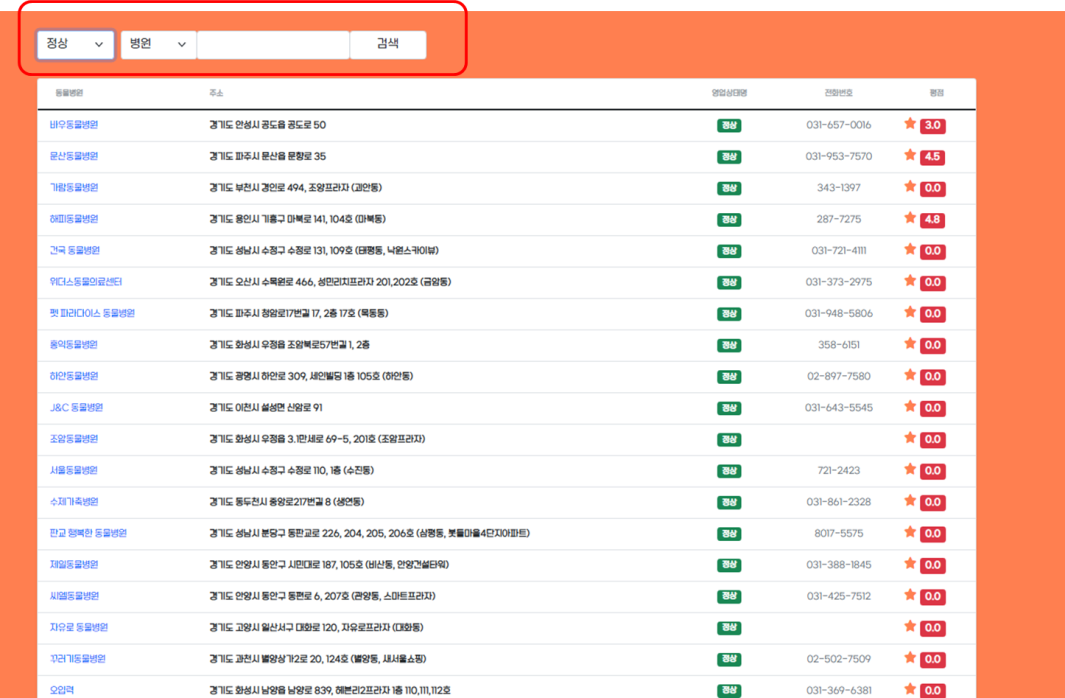 정상 병원 검색
동물병원 주소 영업상태명 전화번호 평점
바우동물병원 경기도 안성시 공도읍 공도로 50 정상 031-657-0016 3.0
문산동물병원 경기도 파주시 문산읍 문향로 35 정상 031-953-7570 4.5
가람동물병원 경기도 부천시 경인로 494, 조양프라자 (괴안동) 정상 343-1397 0.0
해피동물병원 경기도 용인시 기흥구 마북로 141, 104호 (마북동) 정상 287-7275 4.8
건국 동물병원 경기도 성남시 수정구 수정로 131, 109호 (태평동, 낙원스카이뷰) 정상 031-721-4111 0.0
위더스동물의료센터 경기도 오산시 수목원로 466, 성민리치프라자 201,202호 (금암동) 정상 031-373-2975 0.0
펫 파라다이스 동물병원 경기도 파주시 청암로17번길 17, 2층 17호 (목동동) 정상 031-948-5806 0.0
홍익동물병원 경기도 화성시 우정읍 조암북로57번길 1, 2층 정상 358-6151 0.0
하안동물병원 경기도 광명시 하안로 309, 세인빌딩 1층 105호 (하안동) 정상 02-897-7580 0.0
J&C 동물병원 경기도 이천시 설성면 신암로 91 정상 031-643-5545 0.0
조암동물병원 경기도 화성시 우정읍 3.1만세로 69-5, 201호 (조암프라자) 정상 0.0
서울동물병원 경기도 성남시 수정구 수정로 110, 1층 (수진동) 정상 721-2423 0.0
수제가축병원 경기도 동두천시 중앙로217번길 8 (생연동) 정상 031-861-2328 0.0
판교 행복한 동물병원 경기도 성남시 분당구 동판교로 226, 204, 205, 206호 (삼평동, 봇들마을4단지아파트) 정상 8017-5575 0.0
제일동물병원 경기도 안양시 동안구 시민대로 187, 105호 (비산동, 안양건설타워) 정상 031-388-1845 0.0
씨엘동물병원 경기도 안양시 동안구 동편로 6, 207호 (관양동, 스마트프라자) 정상 031-425-7512 0.0
자유로 동물병원 경기도 고양시 일산서구 대화로 120, 자유로프라자 (대화동) 정상 0.0
꾸러기동물병원 경기도 과천시 별양상가2로 20, 124호 (별양동, 새서울쇼핑) 정상 02-502-7509 0.0
오입력 경기도 화성시 남양읍 남양로 839, 헤븐리2프라자 1층 110,111,112호 정상 031-369-6381 0.0